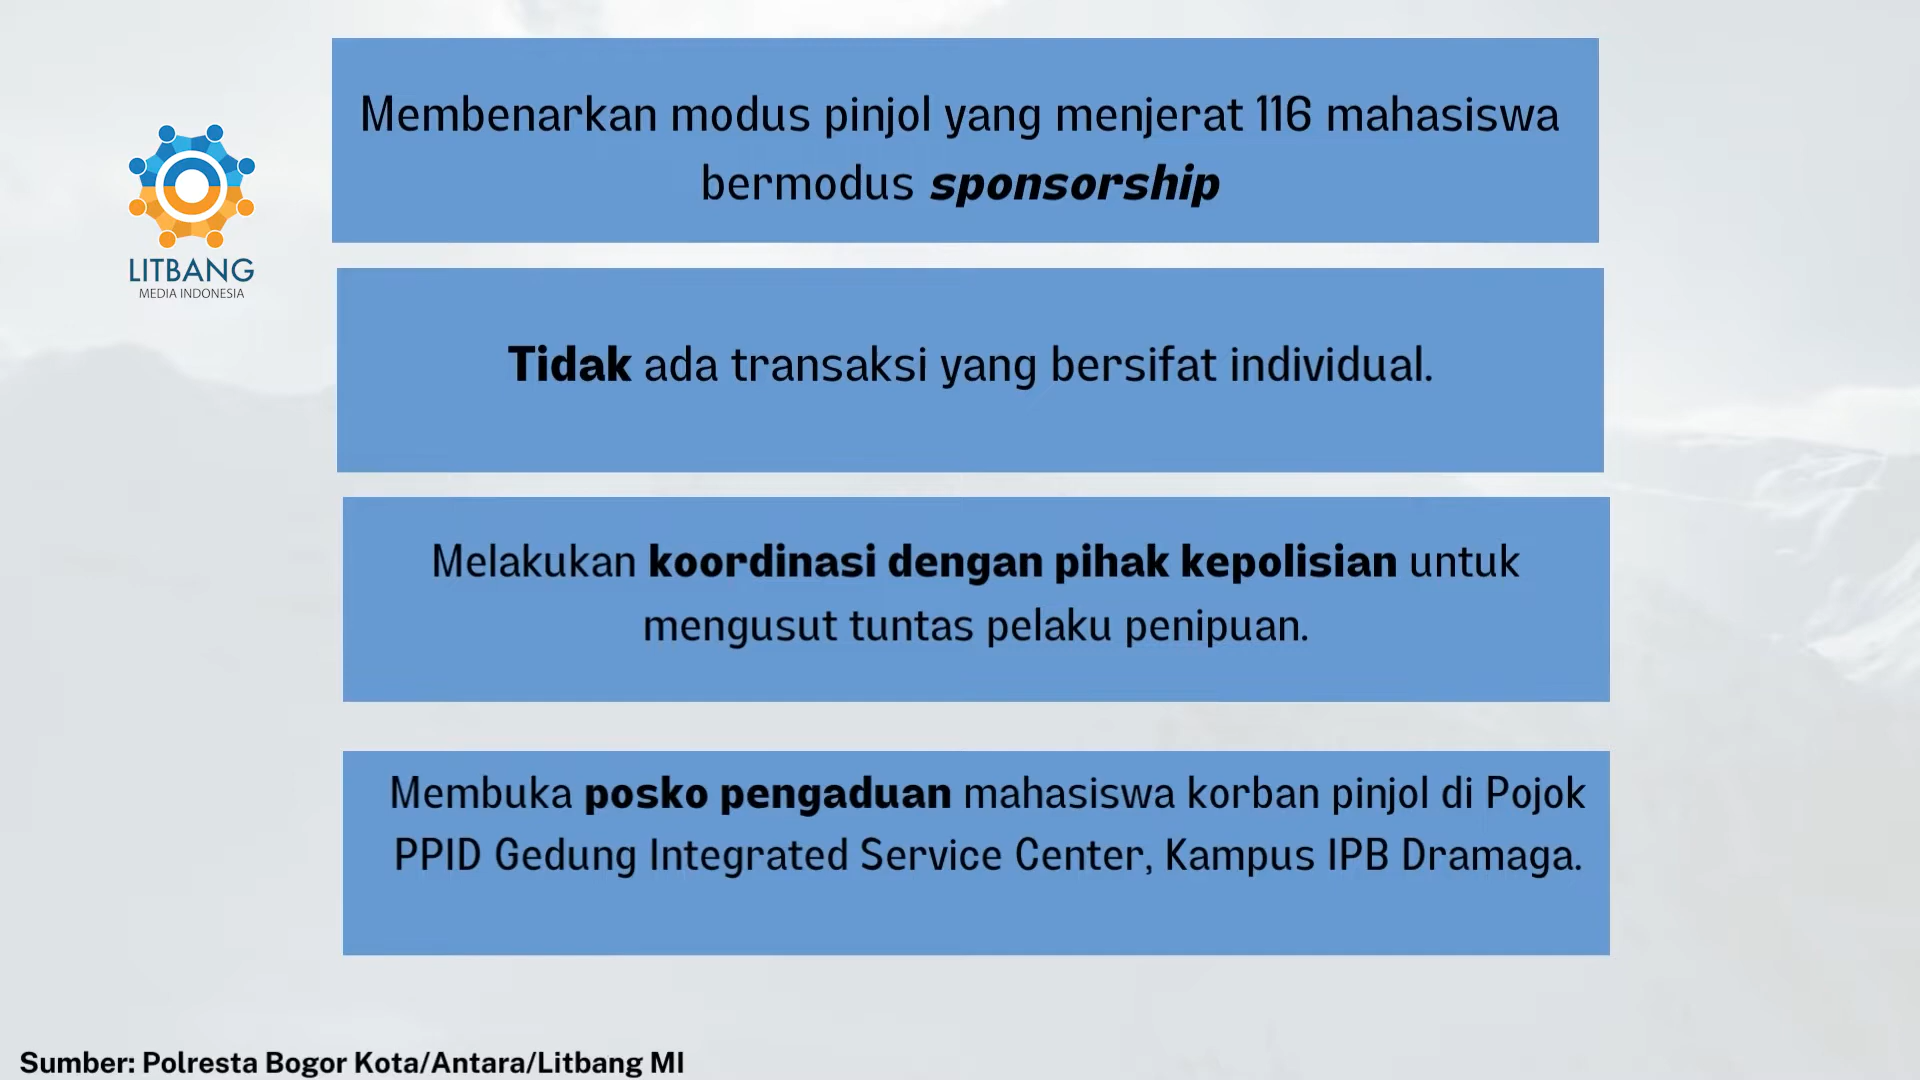 Membenarkan modus pinjol yang menjerat 116 mahasiswa
bermodus sponsorship
LITBANG
MEDIA INDONESIA
Tidak ada transaksi yang bersifat individual.
Melakukan koordinasi dengan pihak kepolisian untuk
mengusut tuntas pelaku penipuan.
Membuka posko pengaduan mahasiswa korban pinjol di Pojok
PPID Gedung Integrated Service Center, Kampus IPB Dramaga.
Sumber: Polresta Bogor Kota/Antara/Litbang MI